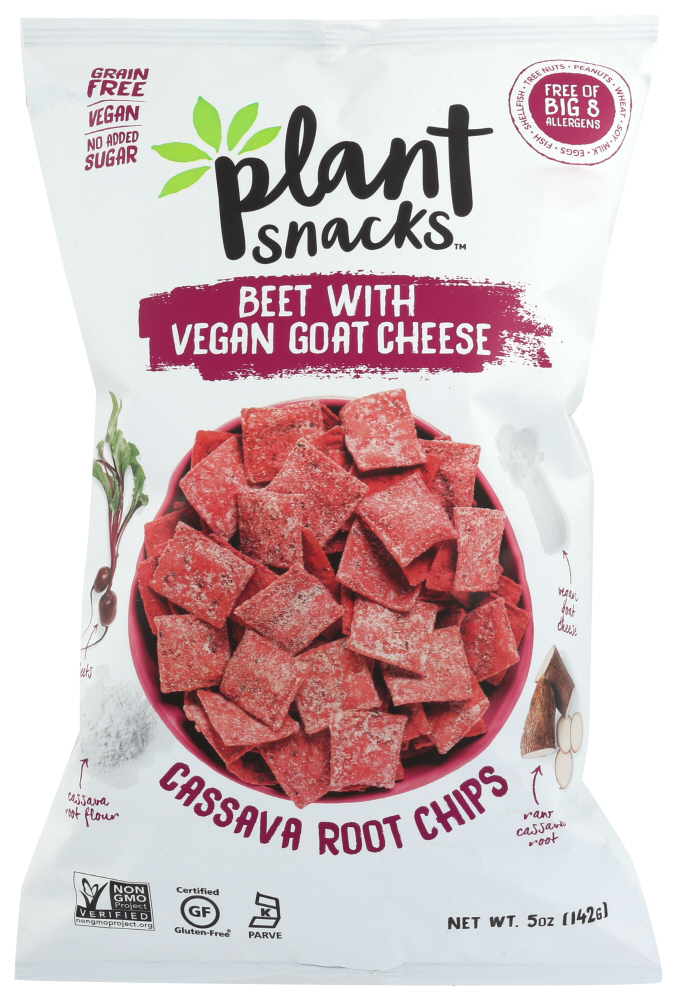 GRAIN
FREE
VEGAN
NO ADDED
SUGAR
FISH · SHELLFISH · TREE NUTS · PEANUTS · WHEAT · SOY · MILK · EGGS ·
FREE OF
BIG 8
ALLERGENS
plant
snacks™
BEET WITH
VEGAN GOAT CHEESE
vegan
goat
cheese
cassava
root flour
raw
cassava
root
CASSAVA ROOT CHIPS
NON
GMO
Project
VERIFIED
nongmoproject.org
Certified
GF
Gluten-Free®
K
PARVE
NET WT. 5OZ (142G)